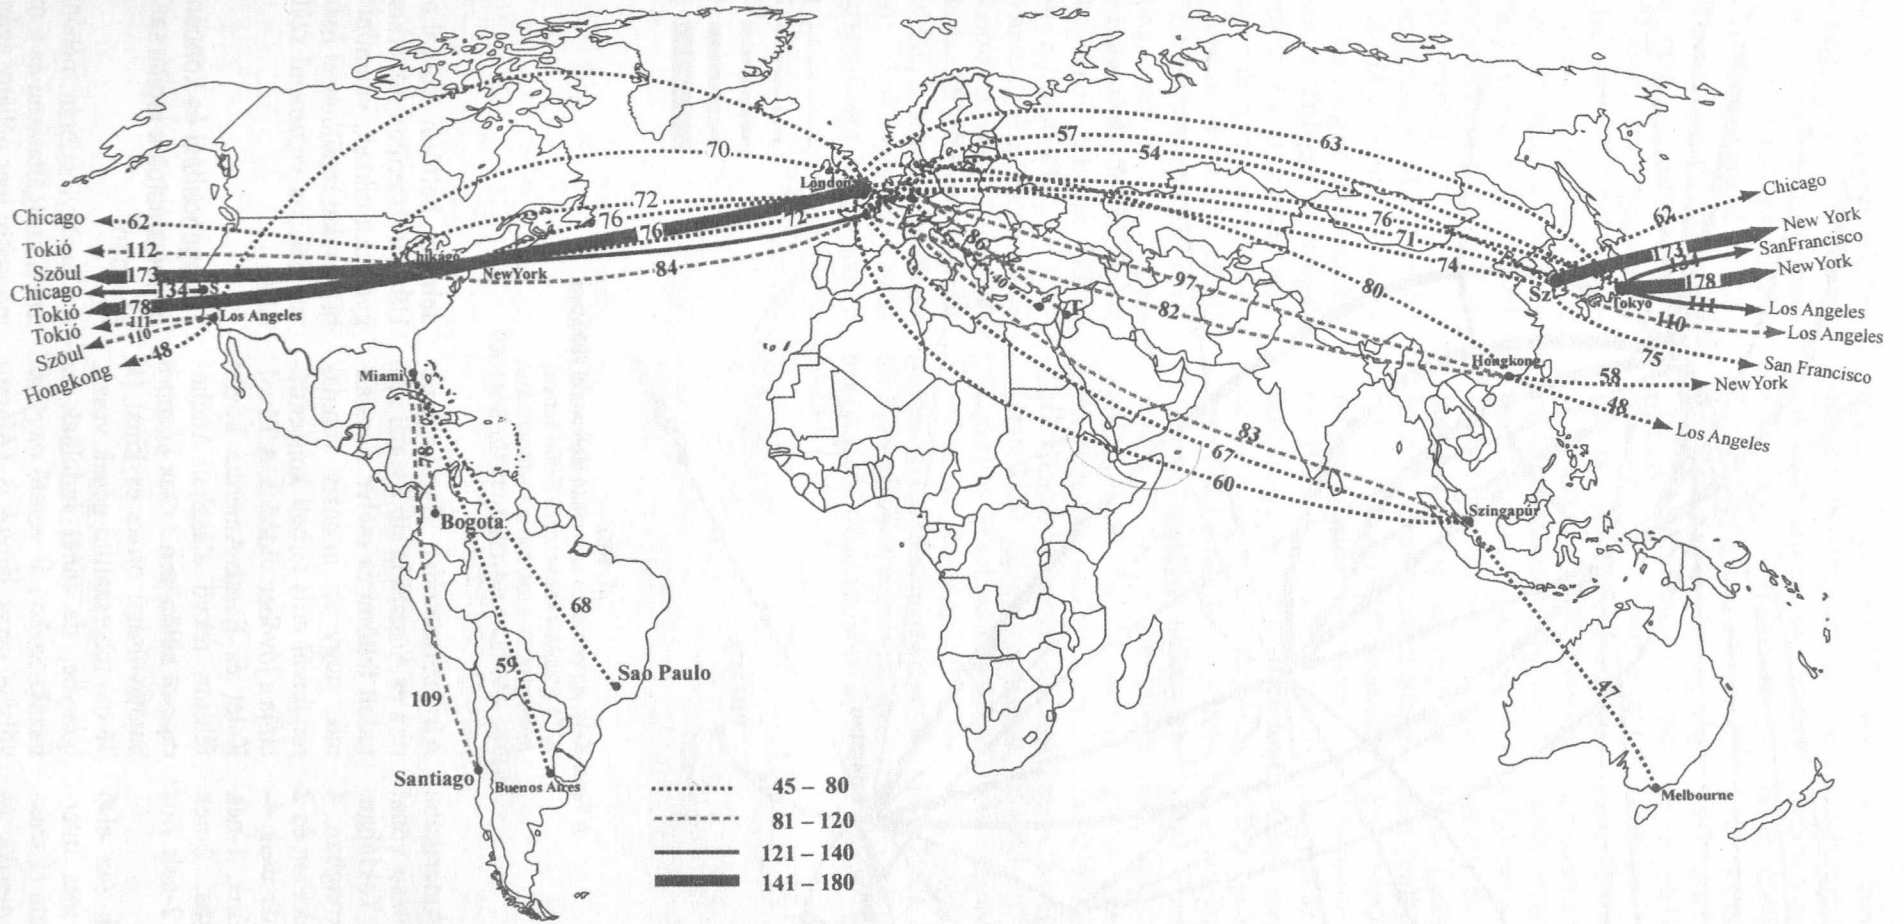 63
57
54
70
London
Chicago
62
72
76
76
72
76
71
62
Chicago
Tokió
112
Chikágó
New York
Szöul
173
NewYork
84
86
74
173
SanFrancisco
134
Chicago
134
S.
97
80
Sz
178
NewYork
Tokyo
111
Los Angeles
Tokió
178
Los Angeles
40
T.
82
110
Los Angeles
Tokió
111
Szöul
110
Hongkong
48
75
San Francisco
Hongkong
58
NewYork
Miami
48
Los Angeles
83
67
60
Szingapúr
Bogota
68
59
Sao Paulo
47
109
Santiago
Buenos Aires
Melbourne
45 – 80
81 – 120
121 – 140
141 – 180